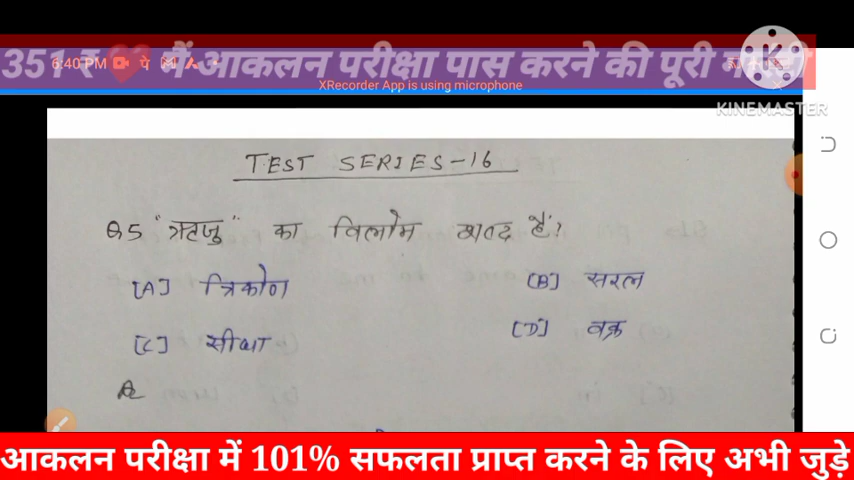 351 ₹ ❤ में आकलन परीक्षा पास करने की पूरी
6:40 PM
XRecorder App is using microphone
KINEMASTER
TEST SERIES-16
Q5 "ऋजु" का विलोम शब्द है?
[A] त्रिकोण
[B] सरल
[C] सीधा
[D] वक्र
आकलन परीक्षा में 101% सफलता प्राप्त करने के लिए अभी जुड़े